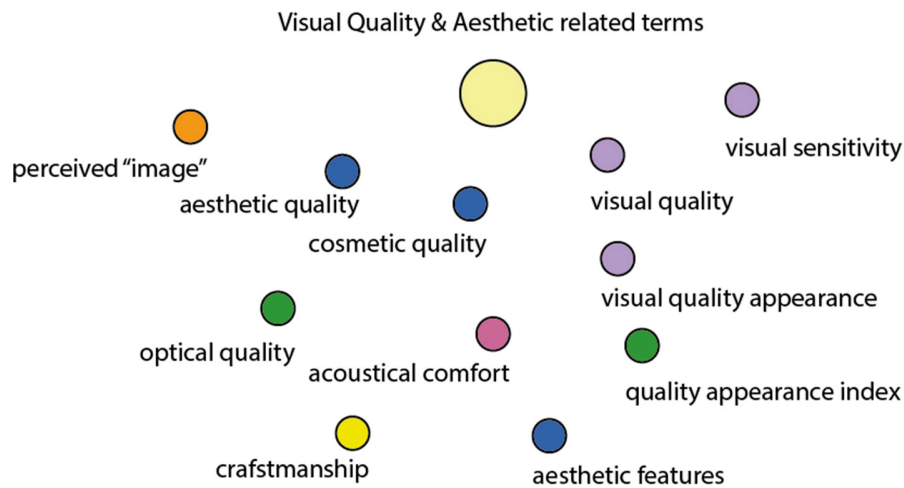 Visual Quality & Aesthetic related terms
visual sensitivity
perceived “image”
aesthetic quality
visual quality
cosmetic quality
visual quality appearance
optical quality
acoustical comfort
quality appearance index
crafstmanship
aesthetic features